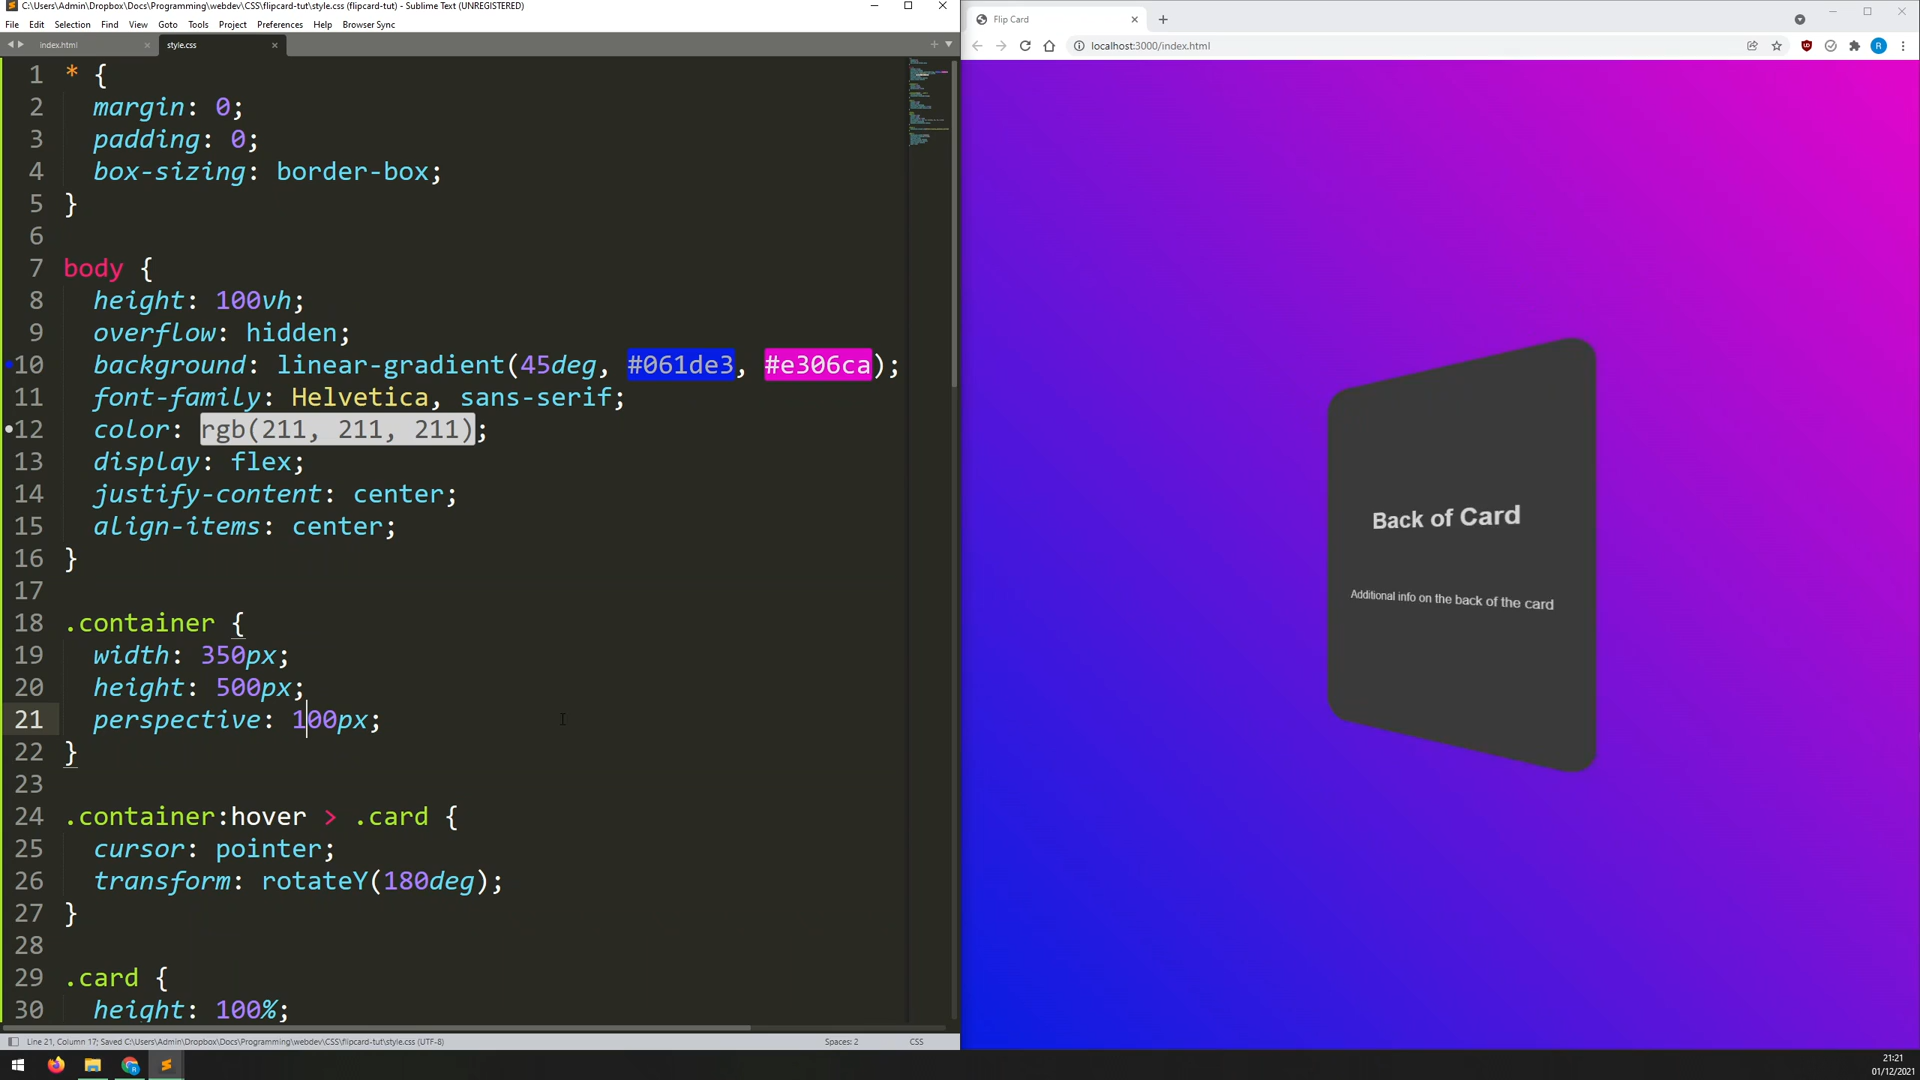 C:\Users\Admin\Dropbox\Docs\Programming\webdev\CSS\flipcard-tut\style.css (flipcard-tut) - Sublime Text (UNREGISTERED)
File Edit Selection Find View Goto Tools Project Preferences Help Browser Sync
index.html style.css
1 * {
2 margin: 0;
3 padding: 0;
4 box-sizing: border-box;
5 }
6
7 body {
8 height: 100vh;
9 overflow: hidden;
10 background: linear-gradient(45deg, #061de3, #e306ca);
11 font-family: Helvetica, sans-serif;
12 color: rgb(211, 211, 211);
13 display: flex;
14 justify-content: center;
15 align-items: center;
16 }
17
18 .container {
19 width: 350px;
20 height: 500px;
21 perspective: 100px;
22 }
23
24 .container:hover > .card {
25 cursor: pointer;
26 transform: rotateY(180deg);
27 }
28
29 .card {
30 height: 100%;
Line 21, Column 17; Saved C:\Users\Admin\Dropbox\Docs\Programming\webdev\CSS\flipcard-tut\style.css (UTF-8) Spaces: 2 CSS
Flip Card
localhost:3000/index.html
R
Back of Card
Additional info on the back of the card
21:21
01/12/2021